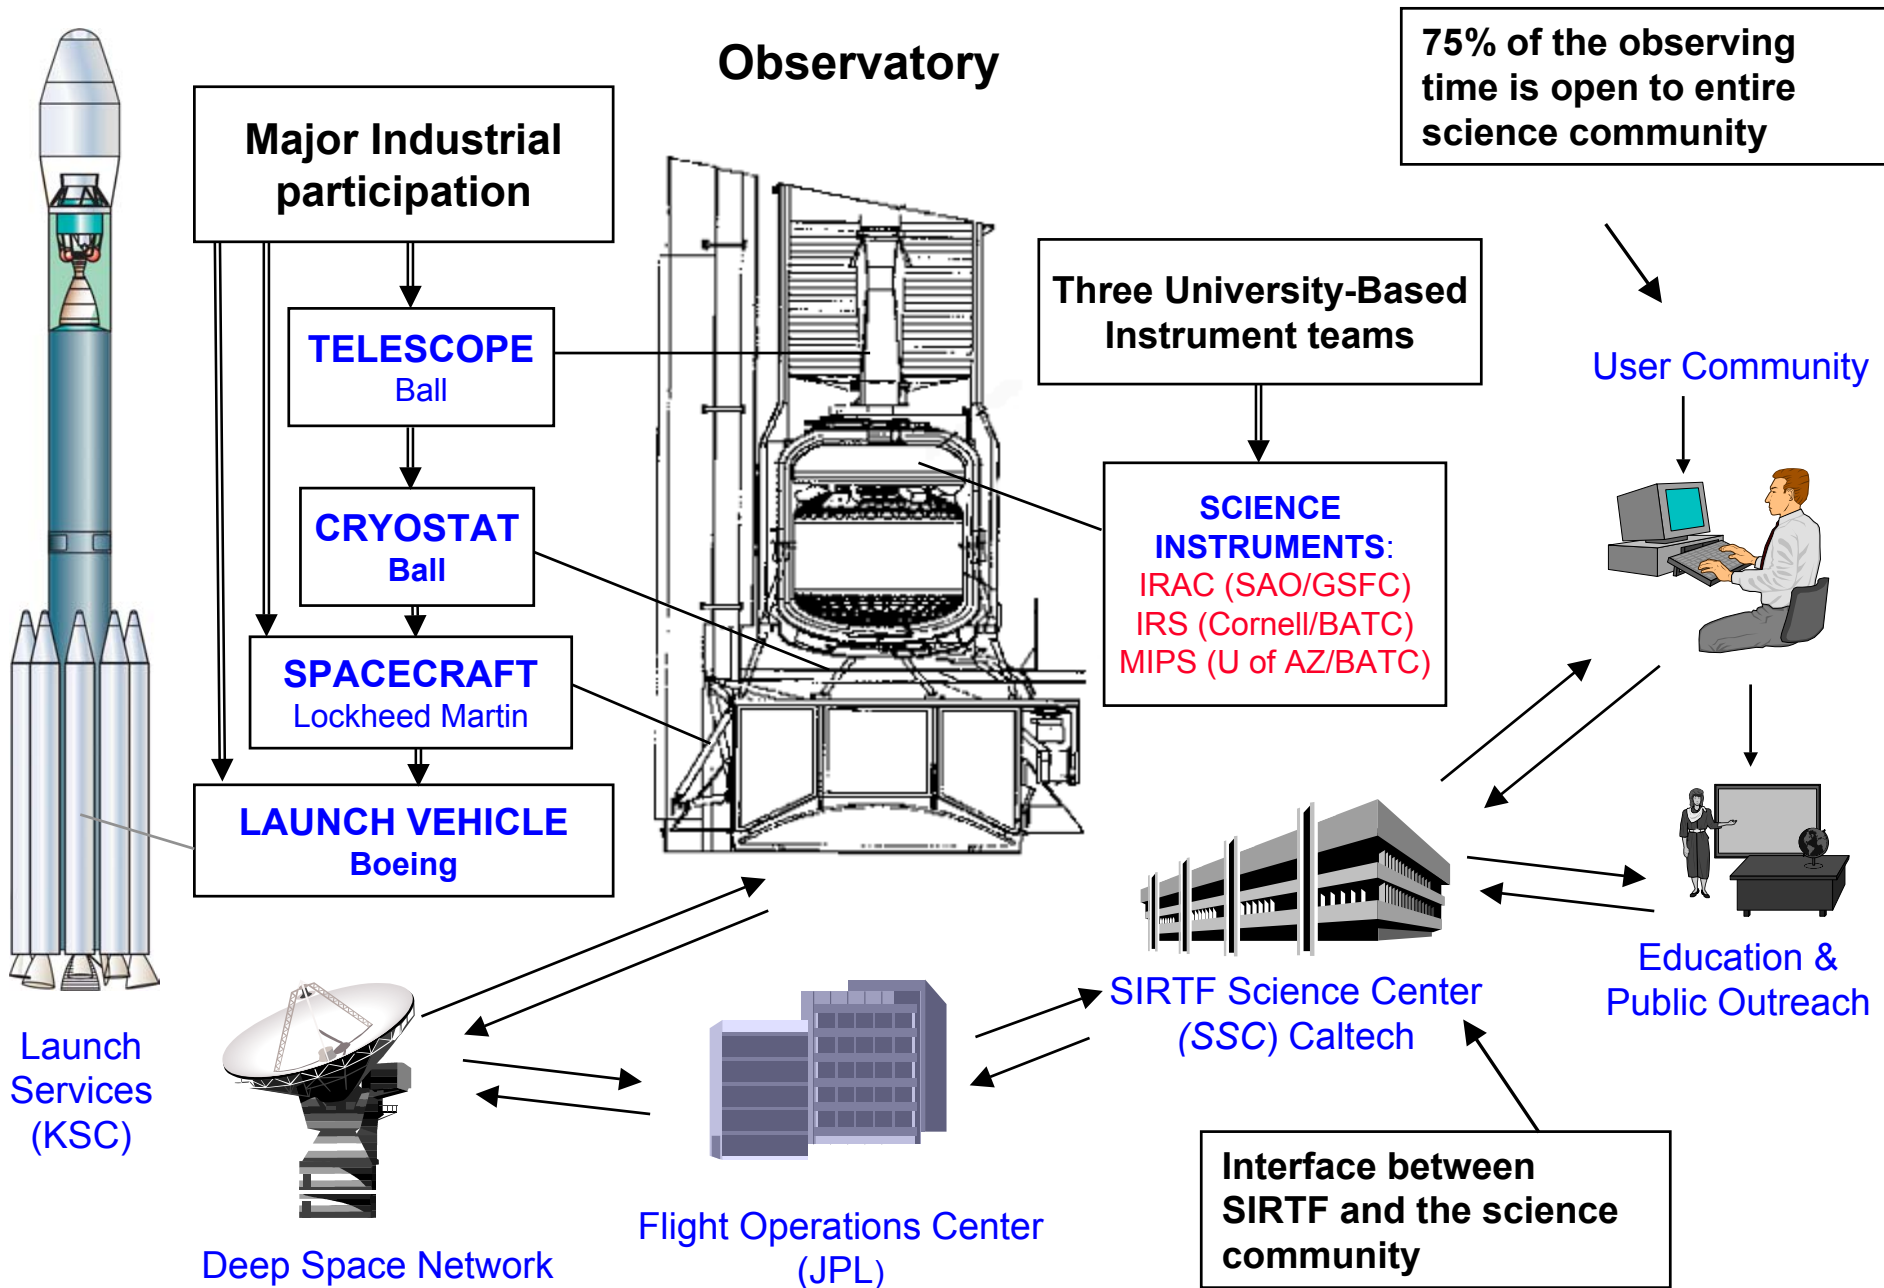 Observatory
75% of the observing
time is open to entire
science community
Major Industrial
participation
Three University-Based
Instrument teams
TELESCOPE
Ball
User Community
CRYOSTAT
Ball
SCIENCE
INSTRUMENTS:
IRAC (SAO/GSFC)
IRS (Cornell/BATC)
MIPS (U of AZ/BATC)
SPACECRAFT
Lockheed Martin
LAUNCH VEHICLE
Boeing
Education &
Public Outreach
SIRTF Science Center
(SSC) Caltech
Launch
Services
(KSC)
Interface between
SIRTF and the science
community
Flight Operations Center
(JPL)
Deep Space Network